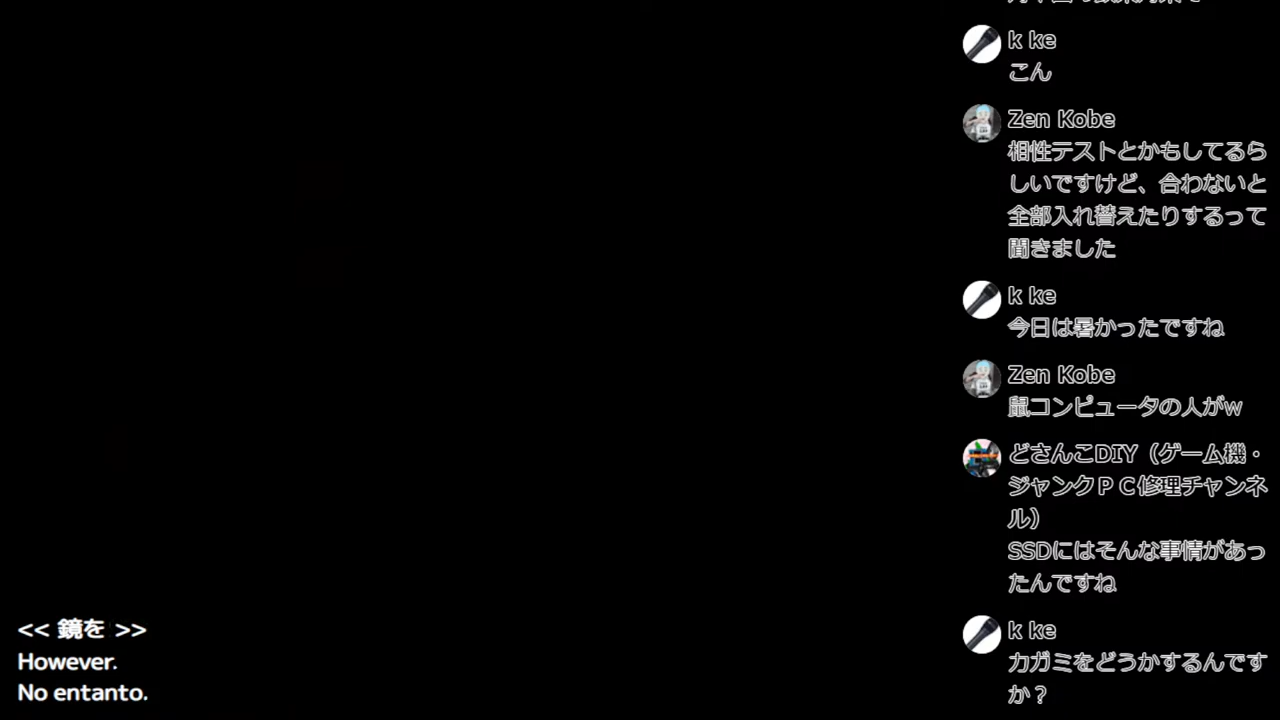 k ke
こん
Zen Kobe
相性テストとかもしてるら
しいですけど、合わないと
全部入れ替えたりするって
聞きました
k ke
今日は暑かったですね
Zen Kobe
鼠コンピュータの人がw
どさんこDIY（ゲーム機・
ジャンクＰＣ修理チャンネ
ル）
SSDにはそんな事情があっ
たんですね
k ke
カガミをどうかするんです
か？
<< 鏡を >>
However.
No entanto.